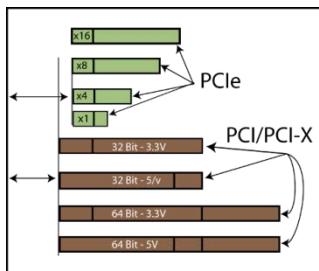 x16
x8
PCIe
x4
x1
PCI/PCI-X
32 Bit - 3.3V
32 Bit - 5/v
64 Bit - 3.3V
64 Bit - 5V